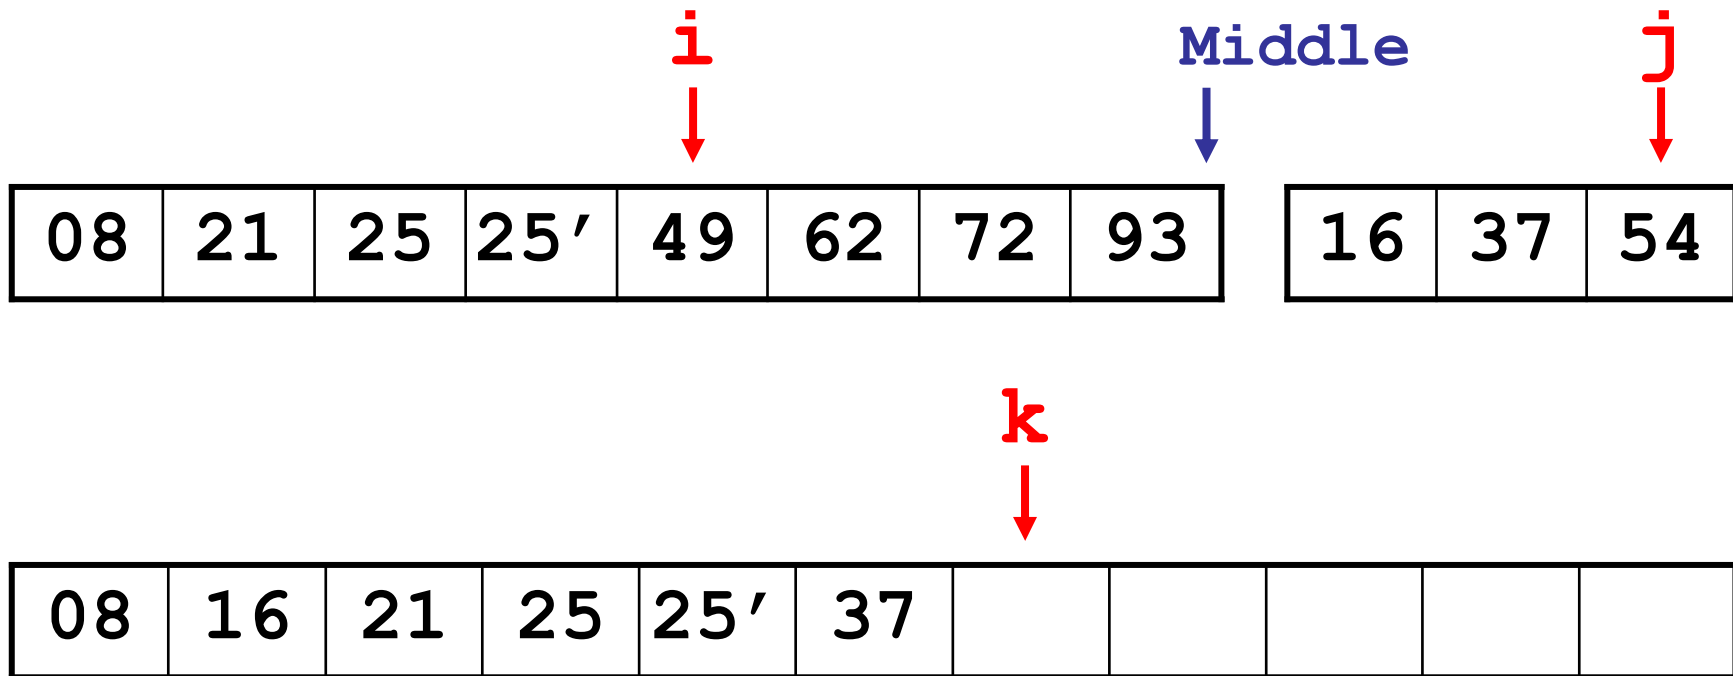 i Middle j
08 21 25 25′ 49 62 72 93 16 37 54
k
08 16 21 25 25′ 37